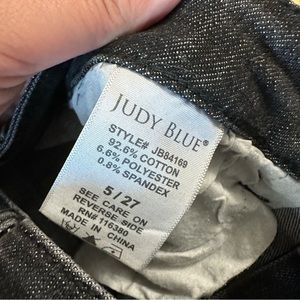 JUDY BLUE®
STYLE# JB84169
92.6% COTTON
6.6% POLYESTER
0.8% SPANDEX
5 / 27
SEE CARE ON
REVERSE SIDE
RN# 116380
MADE IN CHINA